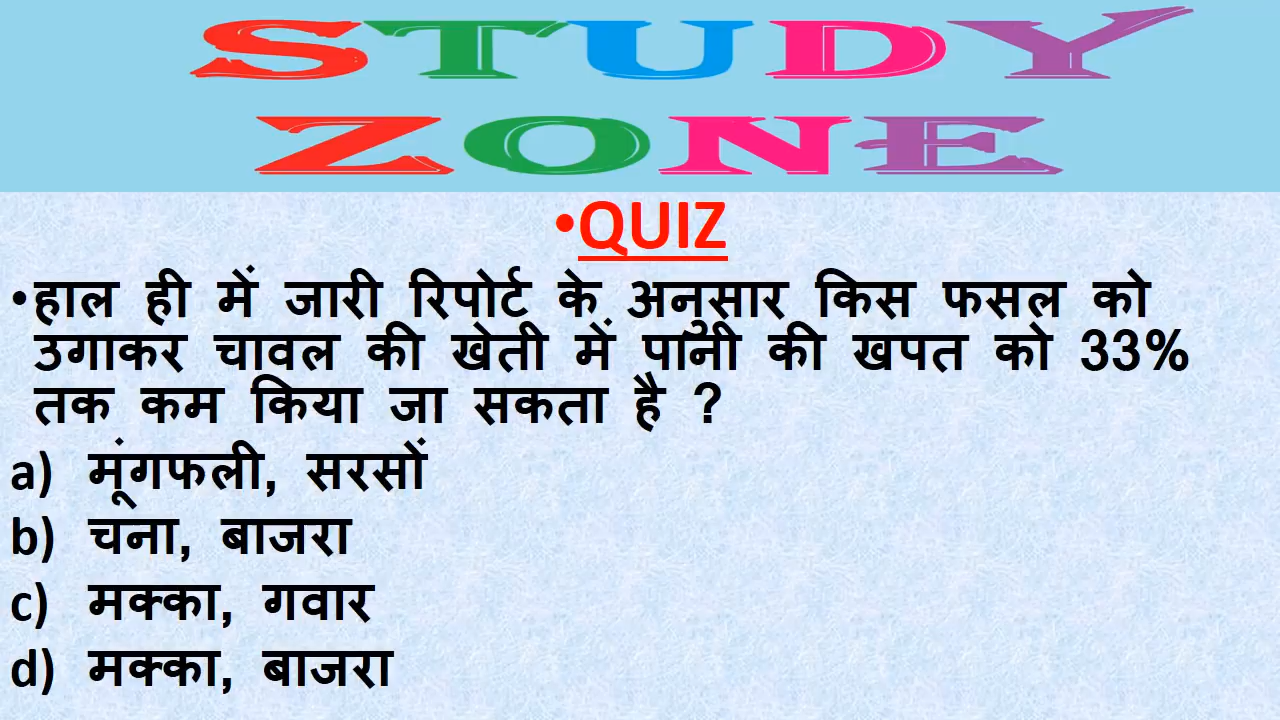 STUDY
ZONE
•QUIZ
•हाल ही में जारी रिपोर्ट के अनुसार किस फसल को
उगाकर चावल की खेती में पानी की खपत को 33%
तक कम किया जा सकता है ?
a) मूंगफली, सरसों
b) चना, बाजरा
c) मक्का, गवार
d) मक्का, बाजरा